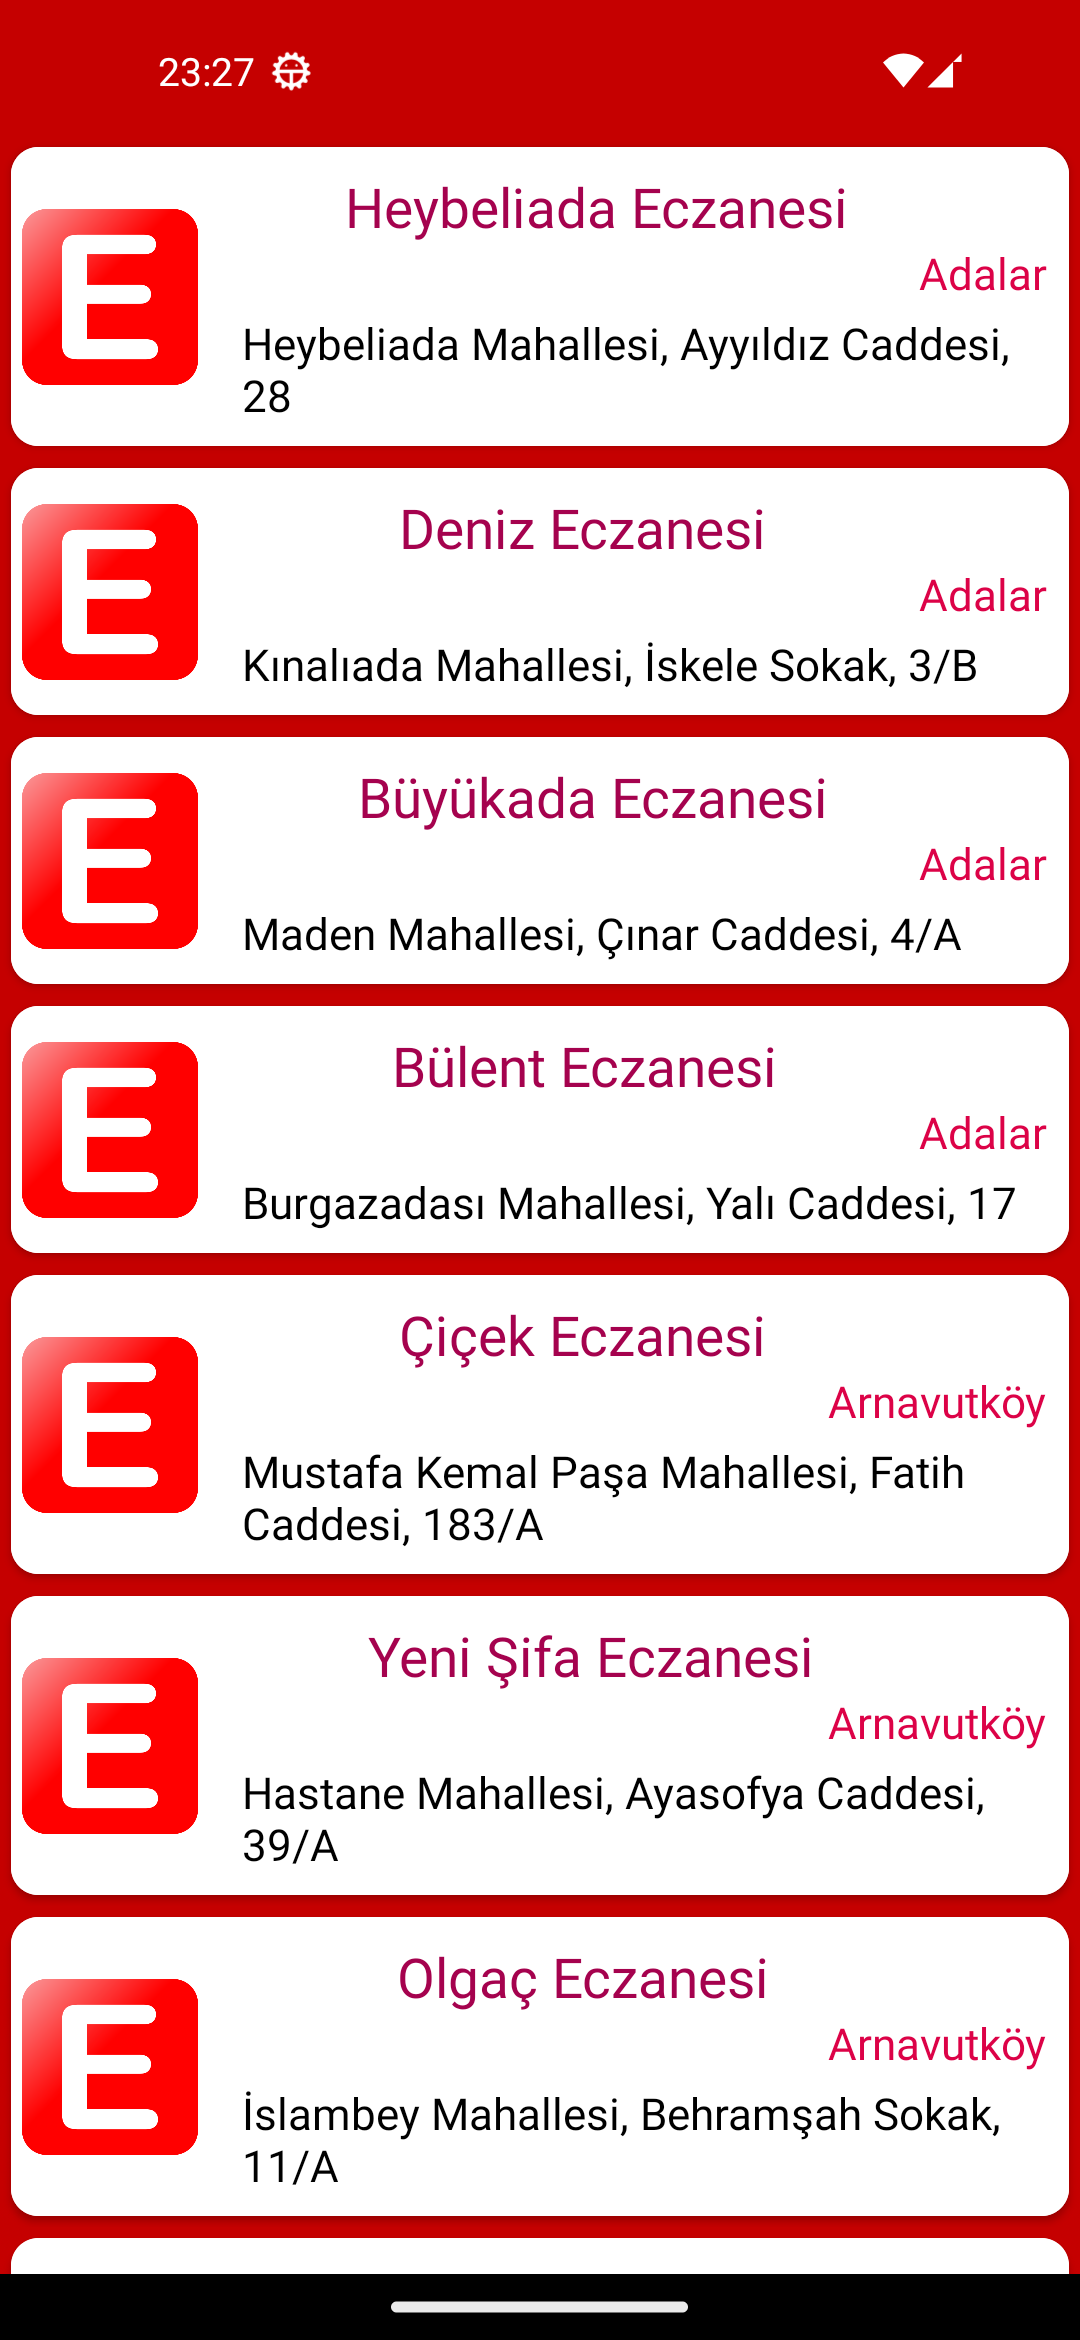 23:27
Heybeliada Eczanesi
Adalar
E
Heybeliada Mahallesi, Ayyıldız Caddesi,
28
Deniz Eczanesi
Adalar
E
Kınalıada Mahallesi, İskele Sokak, 3/B
Büyükada Eczanesi
Adalar
E
Maden Mahallesi, Çınar Caddesi, 4/A
Bülent Eczanesi
Adalar
E
Burgazadası Mahallesi, Yalı Caddesi, 17
Çiçek Eczanesi
Arnavutköy
E
Mustafa Kemal Paşa Mahallesi, Fatih
Caddesi, 183/A
Yeni Şifa Eczanesi
Arnavutköy
E
Hastane Mahallesi, Ayasofya Caddesi,
39/A
Olgaç Eczanesi
Arnavutköy
E
İslambey Mahallesi, Behramşah Sokak,
11/A